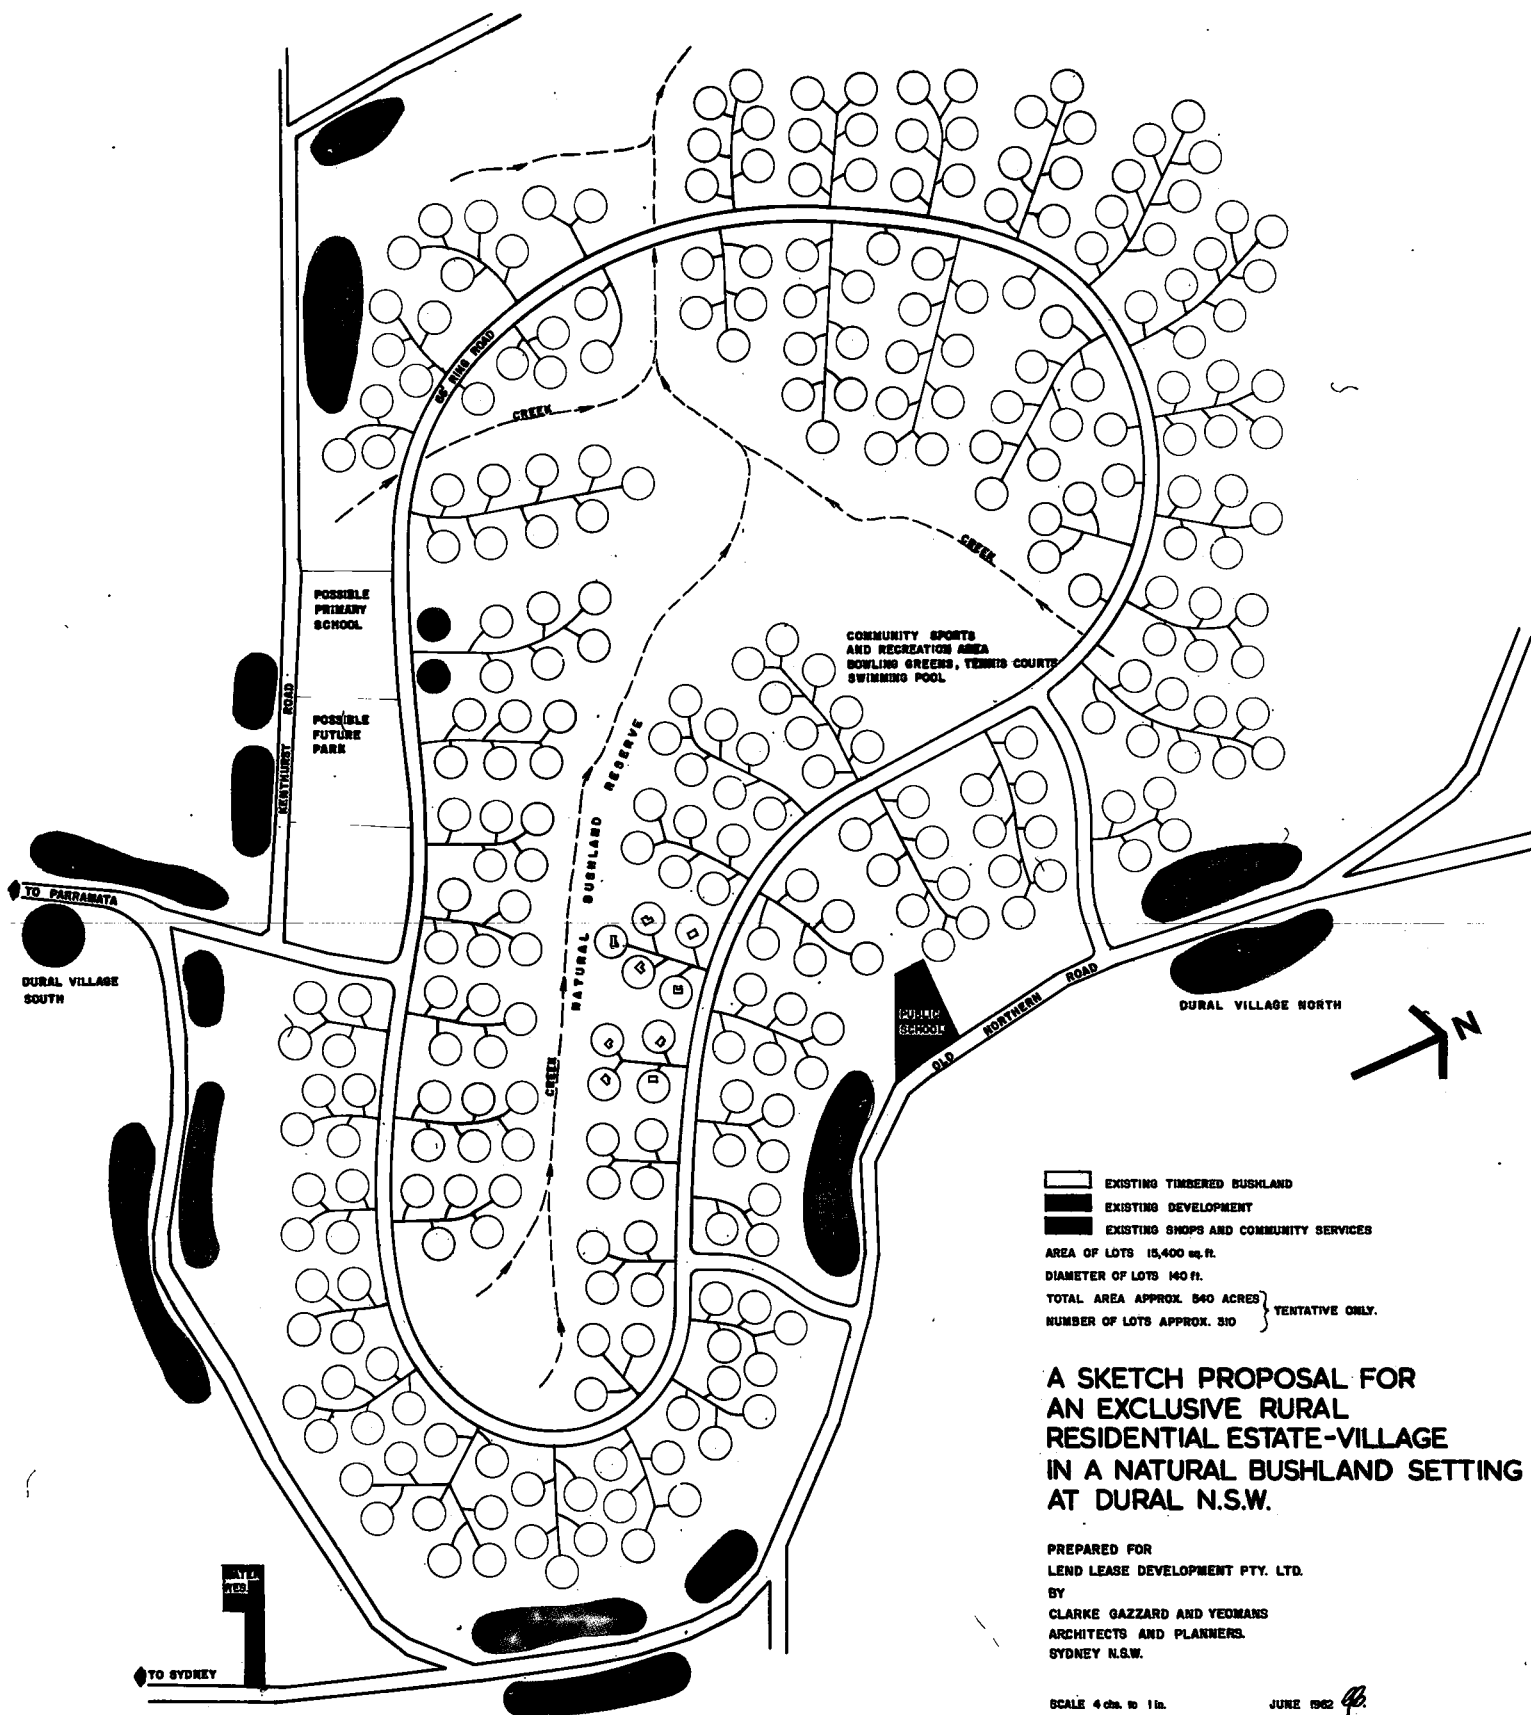 66' RING ROAD
CREEK
CREEK
POSSIBLE
PRIMARY
SCHOOL
COMMUNITY SPORTS
AND RECREATION AREA
BOWLING GREENS, TENNIS COURTS
SWIMMING POOL
KENTHURST ROAD
POSSIBLE
FUTURE
PARK
NATURAL BUSHLAND RESERVE
TO PARRAMATA
DURAL VILLAGE
SOUTH
CREEK
PUBLIC
SCHOOL
OLD NORTHERN ROAD
DURAL VILLAGE NORTH
N
EXISTING TIMBERED BUSHLAND
EXISTING DEVELOPMENT
EXISTING SHOPS AND COMMUNITY SERVICES
AREA OF LOTS 15,400 sq. ft.
DIAMETER OF LOTS 140 ft.
TOTAL AREA APPROX. 540 ACRES
NUMBER OF LOTS APPROX. 310
TENTATIVE ONLY.
A SKETCH PROPOSAL FOR
AN EXCLUSIVE RURAL
RESIDENTIAL ESTATE-VILLAGE
IN A NATURAL BUSHLAND SETTING
AT DURAL N.S.W.
PREPARED FOR
LEND LEASE DEVELOPMENT PTY. LTD.
BY
CLARKE GAZZARD AND YEOMANS
ARCHITECTS AND PLANNERS.
SYDNEY N.S.W.
WATER
RES.
TO SYDNEY
SCALE 4 chs. to 1 in.
JUNE 1962